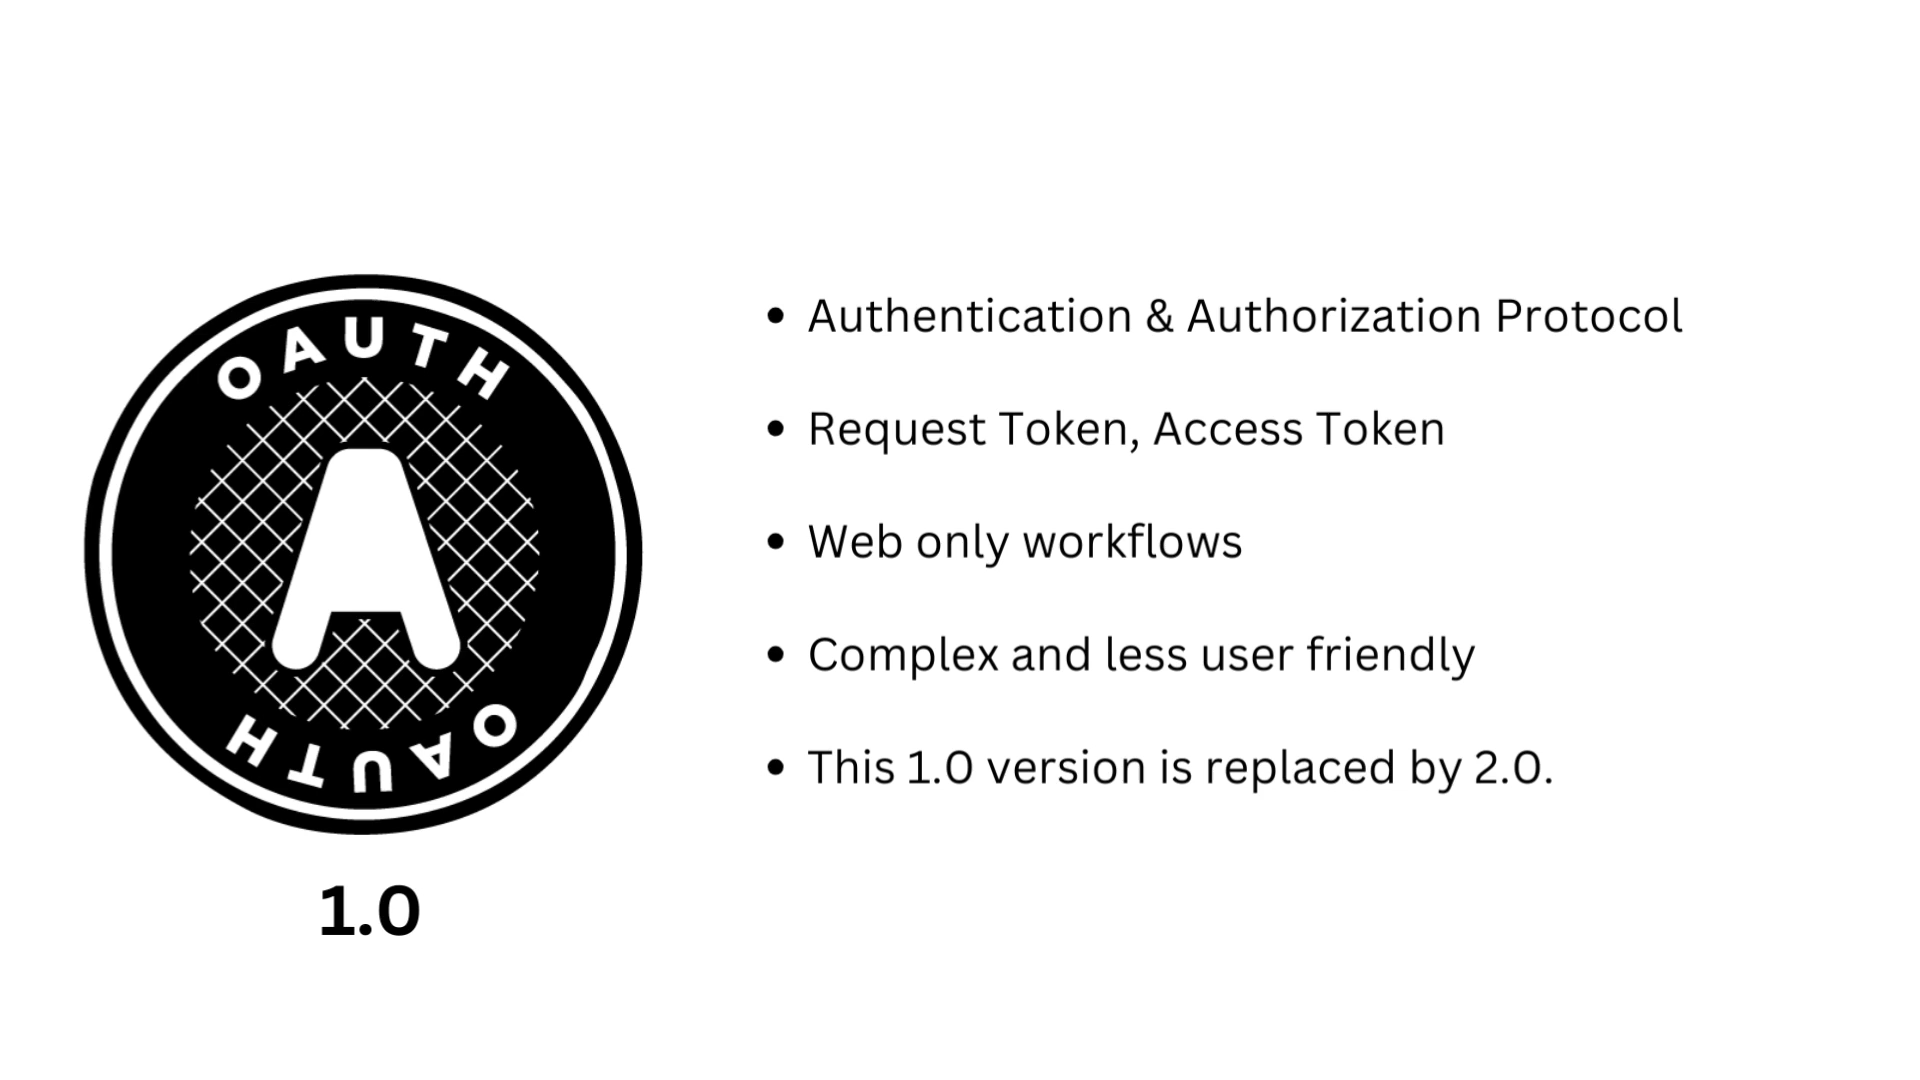 OAUTH
A
OAUTH
1.0
• Authentication & Authorization Protocol
• Request Token, Access Token
• Web only workflows
• Complex and less user friendly
• This 1.0 version is replaced by 2.0.